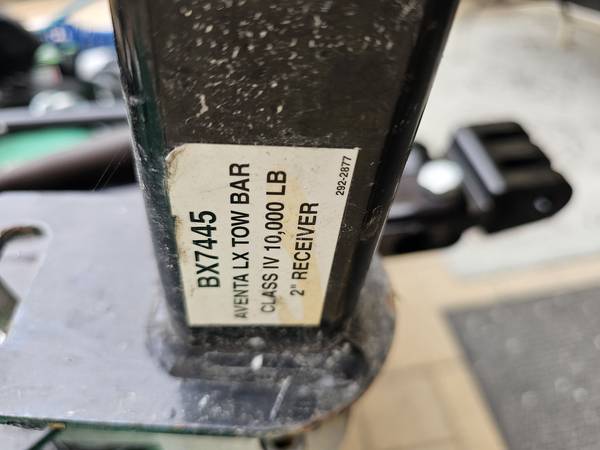 BX7445
AVENTA LX TOW BAR
CLASS IV 10,000 LB
2" RECEIVER
292-2877